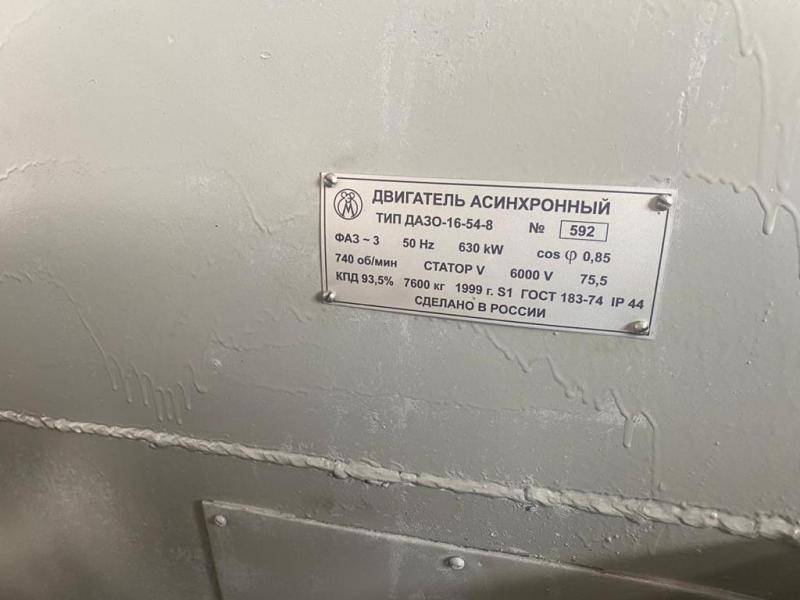 ДВИГАТЕЛЬ АСИНХРОННЫЙ
ТИП ДАЗО-16-54-8 № 592
ФАЗ ~ 3 50 Hz 630 kW cos φ 0,85
740 об/мин СТАТОР V 6000 V 75,5
КПД 93,5% 7600 кг 1999 г. S1 ГОСТ 183-74 IP 44
СДЕЛАНО В РОССИИ